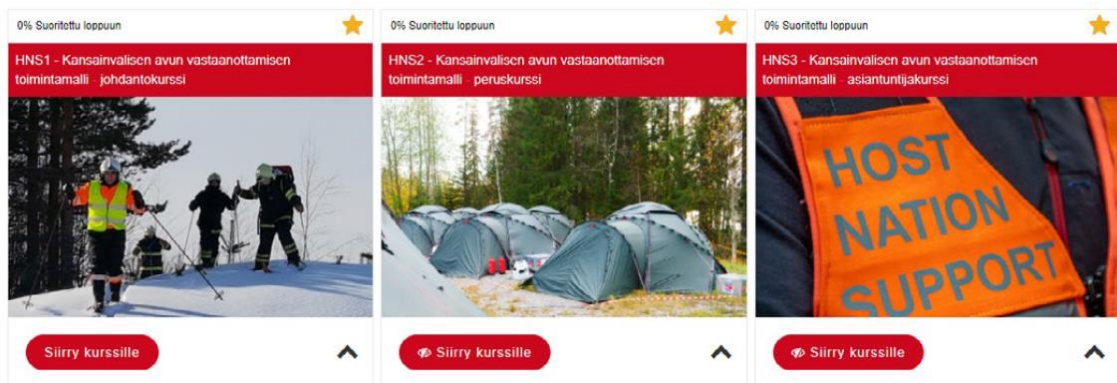 0% Suoritettu loppuun
HNS1 - Kansainvalisen avun vastaanottamisen
toimintamalli - johdantokurssi
Siirry kurssille
0% Suoritettu loppuun
HNS2 - Kansainvalisen avun vastaanottamisen
toimintamalli - peruskurssi
Siirry kurssille
0% Suoritettu loppuun
HNS3 - Kansainvalisen avun vastaanottamisen
toimintamalli - asiantuntijakurssi
HOST
NATION
SUPPORT
Siirry kurssille